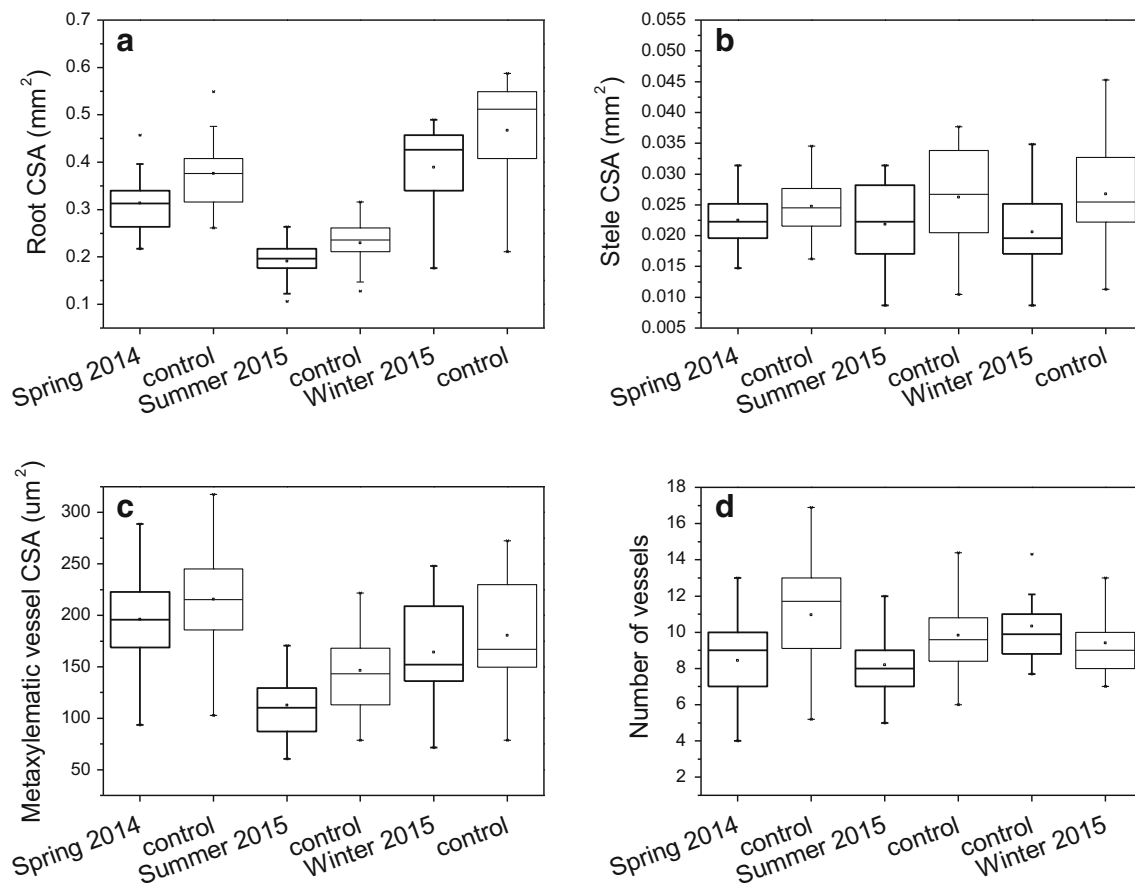 a
Root CSA (mm²)
0.7
0.6
0.5
0.4
0.3
0.2
0.1
Spring 2014
control
Summer 2015
control
Winter 2015
control
b
Stele CSA (mm²)
0.055
0.050
0.045
0.040
0.035
0.030
0.025
0.020
0.015
0.010
0.005
Spring 2014
control
Summer 2015
control
Winter 2015
control
c
Metaxylematic vessel CSA (um²)
300
250
200
150
100
50
Spring 2014
control
Summer 2015
control
Winter 2015
control
d
Number of vessels
18
16
14
12
10
8
6
4
2
Spring 2014
control
Summer 2015
control
control
Winter 2015